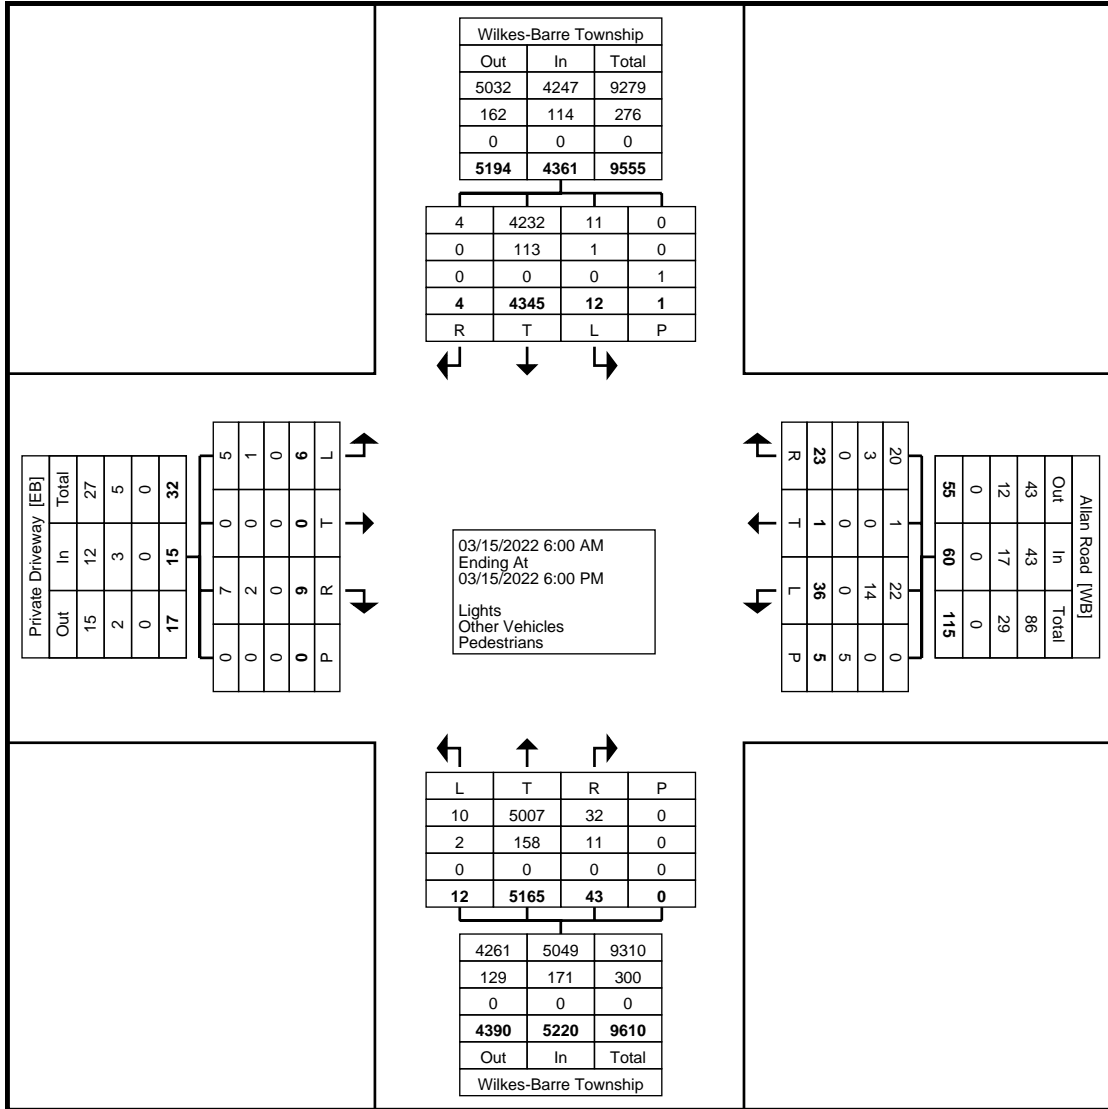 Wilkes-Barre Township
Out In Total
5032 4247 9279
162 114 276
0 0 0
5194 4361 9555
4 4232 11 0
0 113 1 0
0 0 0 1
4 4345 12 1
R T L P
Private Driveway [EB]
Out In Total
15 12 27
2 3 5
0 0 0
17 15 32
0 7 0 5
0 2 0 1
0 0 0 0
0 9 0 6
P R T L
03/15/2022 6:00 AM
Ending At
03/15/2022 6:00 PM
Lights
Other Vehicles
Pedestrians
Allan Road [WB]
Out In Total
43 43 86
12 17 29
0 0 0
55 60 115
20 1 22 0
3 0 14 0
0 0 0 5
23 1 36 5
R T L P
L T R P
10 5007 32 0
2 158 11 0
0 0 0 0
12 5165 43 0
4261 5049 9310
129 171 300
0 0 0
4390 5220 9610
Out In Total
Wilkes-Barre Township